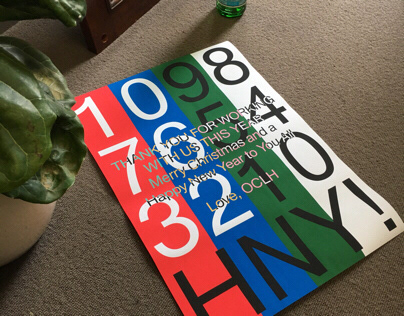 10 9 8
7 6 5 4
3 2 1 0
HNY!
THANK YOU FOR WORKING
WITH US THIS YEAR
Merry Christmas and a
Happy New Year to You All
Love, OCLH